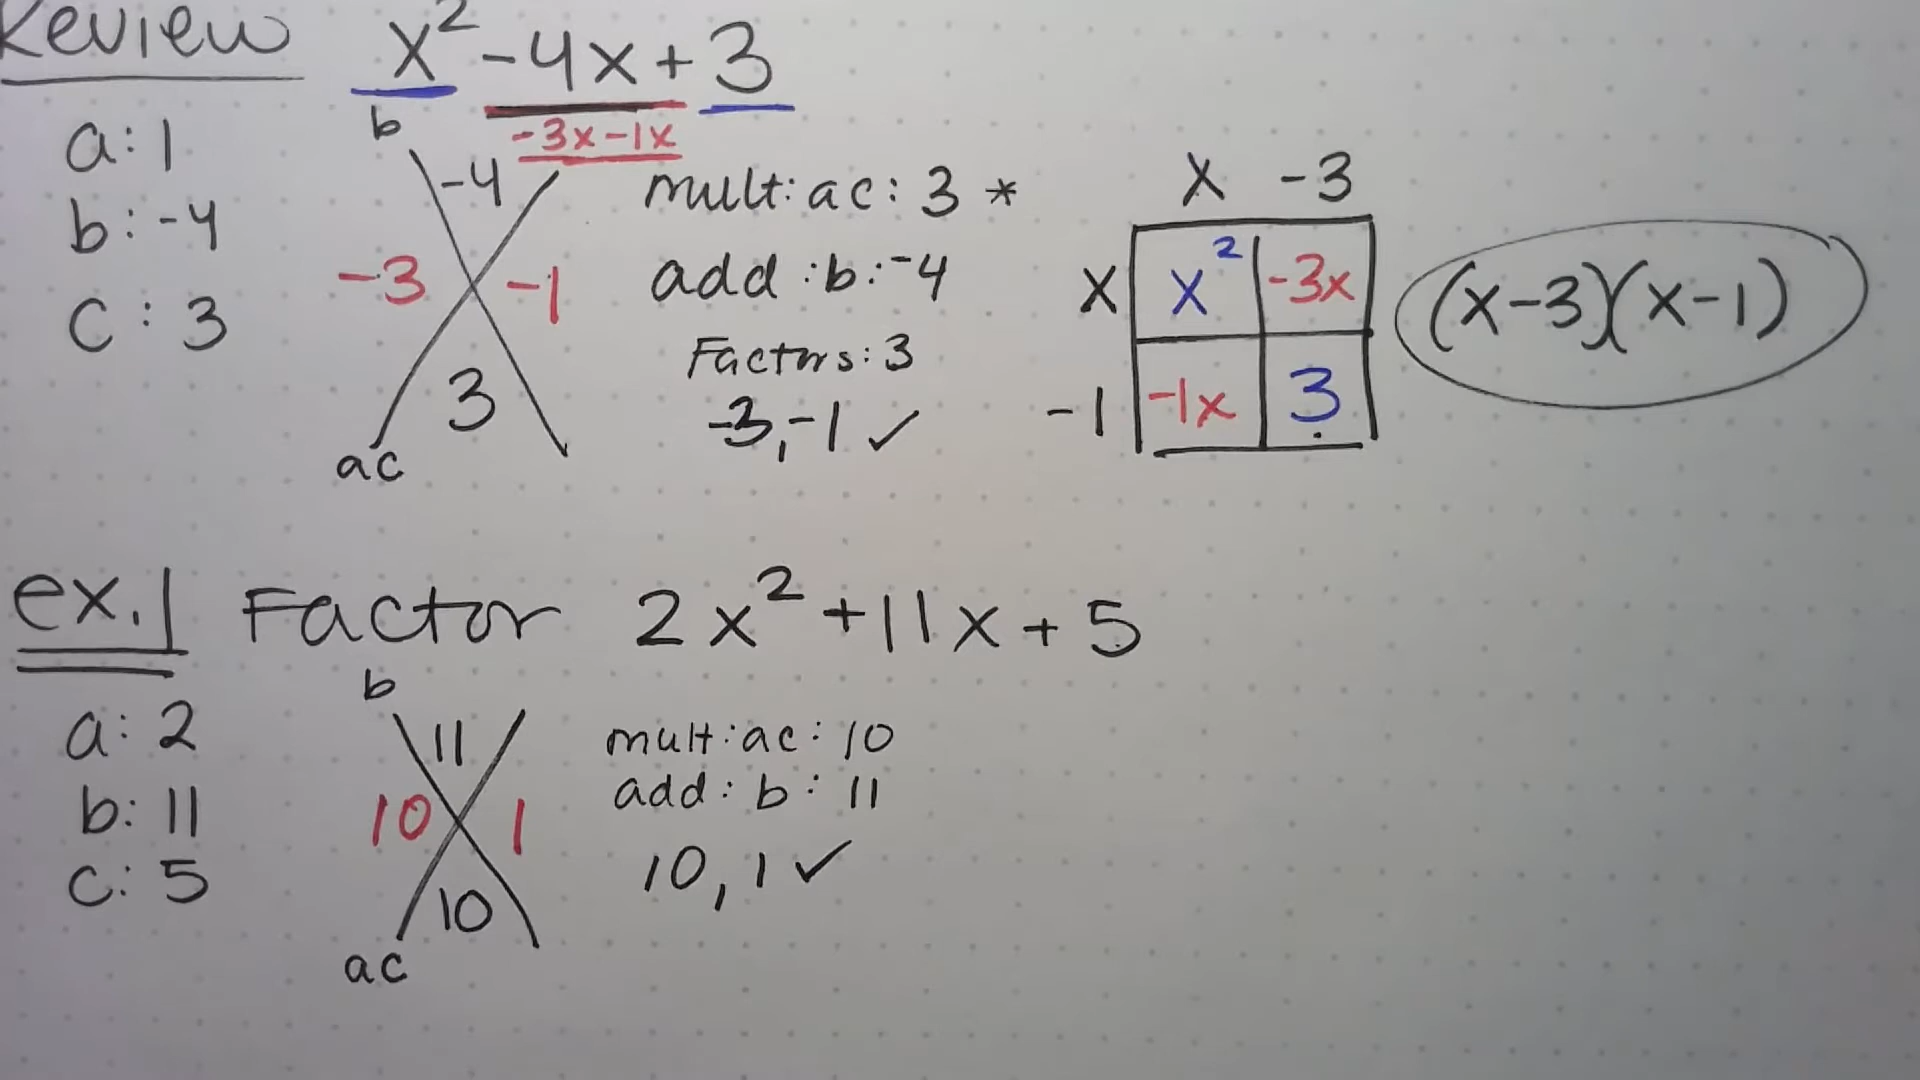 Review x² - 4x + 3
-3x - 1x
a: 1
b: -4
c: 3
b
-4
-3 -1
3
ac
mult: ac: 3 *
add: b: -4
Factors: 3
-3, -1 ✓
x -3
x x² -3x
-1 -1x 3
(x-3)(x-1)
ex.1 Factor 2x² + 11x + 5
a: 2
b: 11
c: 5
b
11
10 1
10
ac
mult: ac: 10
add: b: 11
10, 1 ✓